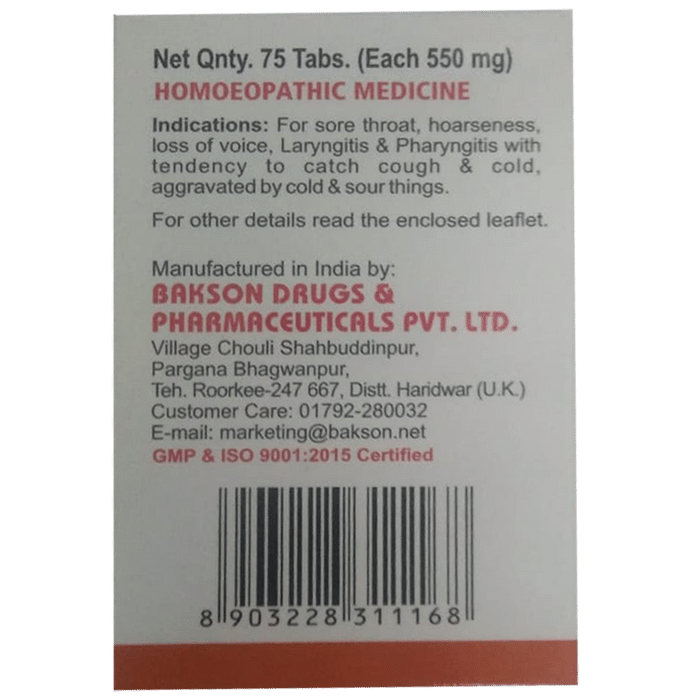 Net Qnty. 75 Tabs. (Each 550 mg)
HOMOEOPATHIC MEDICINE
Indications: For sore throat, hoarseness,
loss of voice, Laryngitis & Pharyngitis with
tendency to catch cough & cold,
aggravated by cold & sour things.
For other details read the enclosed leaflet.
Manufactured in India by:
BAKSON DRUGS &
PHARMACEUTICALS PVT. LTD.
Village Chouli Shahbuddinpur,
Pargana Bhagwanpur,
Teh. Roorkee-247 667, Distt. Haridwar (U.K.)
Customer Care: 01792-280032
E-mail: marketing@bakson.net
GMP & ISO 9001:2015 Certified
8 903228 311168